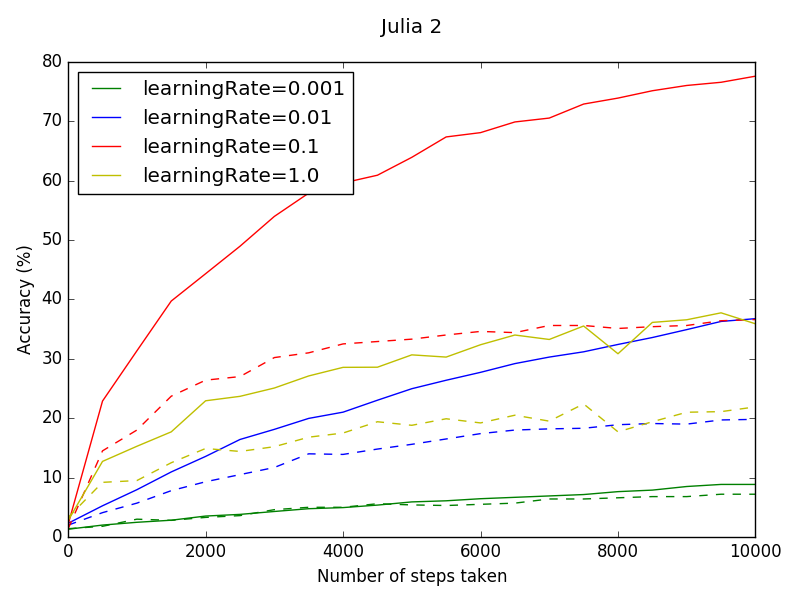 Julia 2
80
70
60
50
40
30
20
10
0
Accuracy (%)
learningRate=0.001
learningRate=0.01
learningRate=0.1
learningRate=1.0
0 2000 4000 6000 8000 10000
Number of steps taken